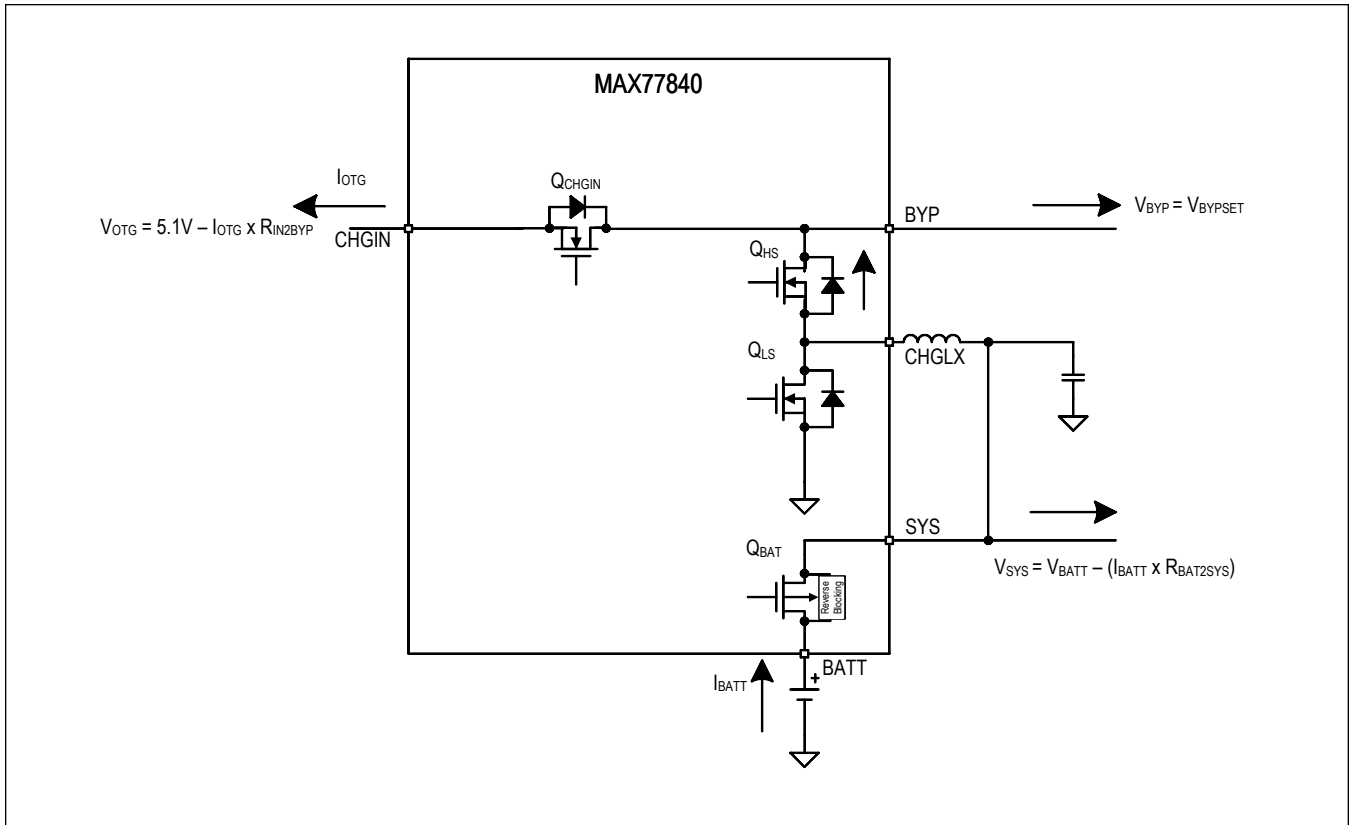 MAX77840
IOTG
QCHGIN
VOTG = 5.1V – IOTG x RIN2BYP
CHGIN
BYP
VBYP = VBYPSET
QHS
QLS
CHGLX
SYS
QBAT
VSYS = VBATT – (IBATT x RBAT2SYS)
Reverse
Blocking
BATT
+
IBATT